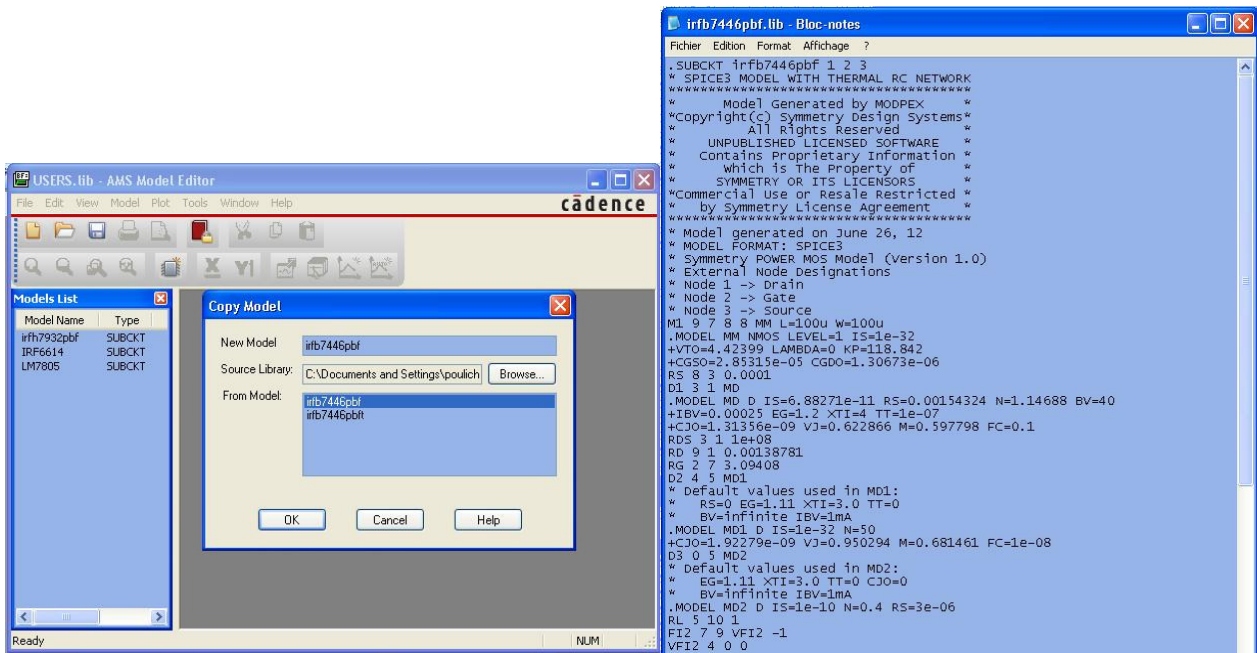 USERS.lib - AMS Model Editor
File Edit View Model Plot Tools Window Help
cādence
Models List
Model Name Type
irfh7932pbf SUBCKT
IRF6614 SUBCKT
LM7805 SUBCKT
Copy Model
New Model irfb7446pbf
Source Library: C:\Documents and Settings\poulich Browse...
From Model: irfb7446pbf
irfb7446pbft
OK Cancel Help
Ready NUM
irfb7446pbf.lib - Bloc-notes
Fichier Edition Format Affichage ?
.SUBCKT irfb7446pbf 1 2 3
* SPICE3 MODEL WITH THERMAL RC NETWORK
**************************************
* Model Generated by MODPEX *
*Copyright(c) Symmetry Design Systems*
* All Rights Reserved *
* UNPUBLISHED LICENSED SOFTWARE *
* Contains Proprietary Information *
* Which is The Property of *
* SYMMETRY OR ITS LICENSORS *
*Commercial Use or Resale Restricted *
* by Symmetry License Agreement *
**************************************
* Model generated on June 26, 12
* MODEL FORMAT: SPICE3
* Symmetry POWER MOS Model (Version 1.0)
* External Node Designations
* Node 1 -> Drain
* Node 2 -> Gate
* Node 3 -> Source
M1 9 7 8 8 MM L=100u W=100u
.MODEL MM NMOS LEVEL=1 IS=1e-32
+VTO=4.42399 LAMBDA=0 KP=118.842
+CGSO=2.85315e-05 CGDO=1.30673e-06
RS 8 3 0.0001
D1 3 1 MD
.MODEL MD D IS=6.88271e-11 RS=0.00154324 N=1.14688 BV=40
+IBV=0.00025 EG=1.2 XTI=4 TT=1e-07
+CJO=1.31356e-09 VJ=0.622866 M=0.597798 FC=0.1
RDS 3 1 1e+08
RD 9 1 0.00138781
RG 2 7 3.09408
D2 4 5 MD1
* Default values used in MD1:
* RS=0 EG=1.11 XTI=3.0 TT=0
* BV=infinite IBV=1mA
.MODEL MD1 D IS=1e-32 N=50
+CJO=1.92279e-09 VJ=0.950294 M=0.681461 FC=1e-08
D3 0 5 MD2
* Default values used in MD2:
* EG=1.11 XTI=3.0 TT=0 CJO=0
* BV=infinite IBV=1mA
.MODEL MD2 D IS=1e-10 N=0.4 RS=3e-06
RL 5 10 1
FI2 7 9 VFI2 -1
VFI2 4 0 0